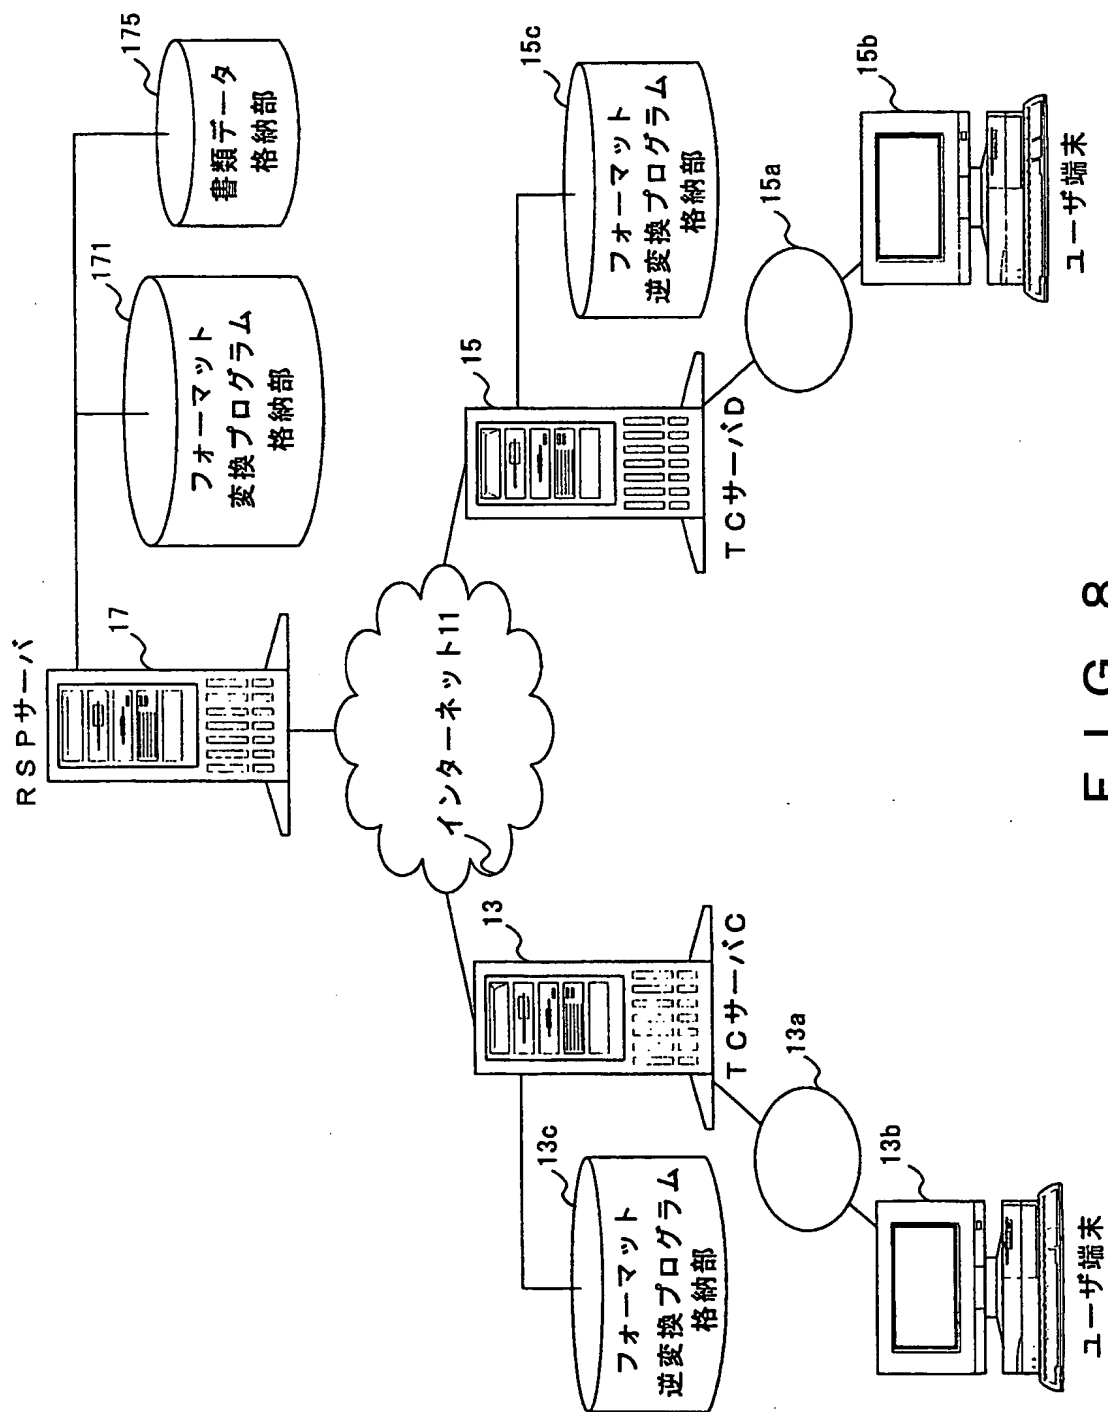 RSPサーバ
17
171
フォーマット
変換プログラム
格納部
175
書類データ
格納部
インターネット11
13
TCサーバC
13c
フォーマット
逆変換プログラム
格納部
13a
13b
ユーザ端末
15
TCサーバD
15c
フォーマット
逆変換プログラム
格納部
15a
15b
ユーザ端末
FIG 8